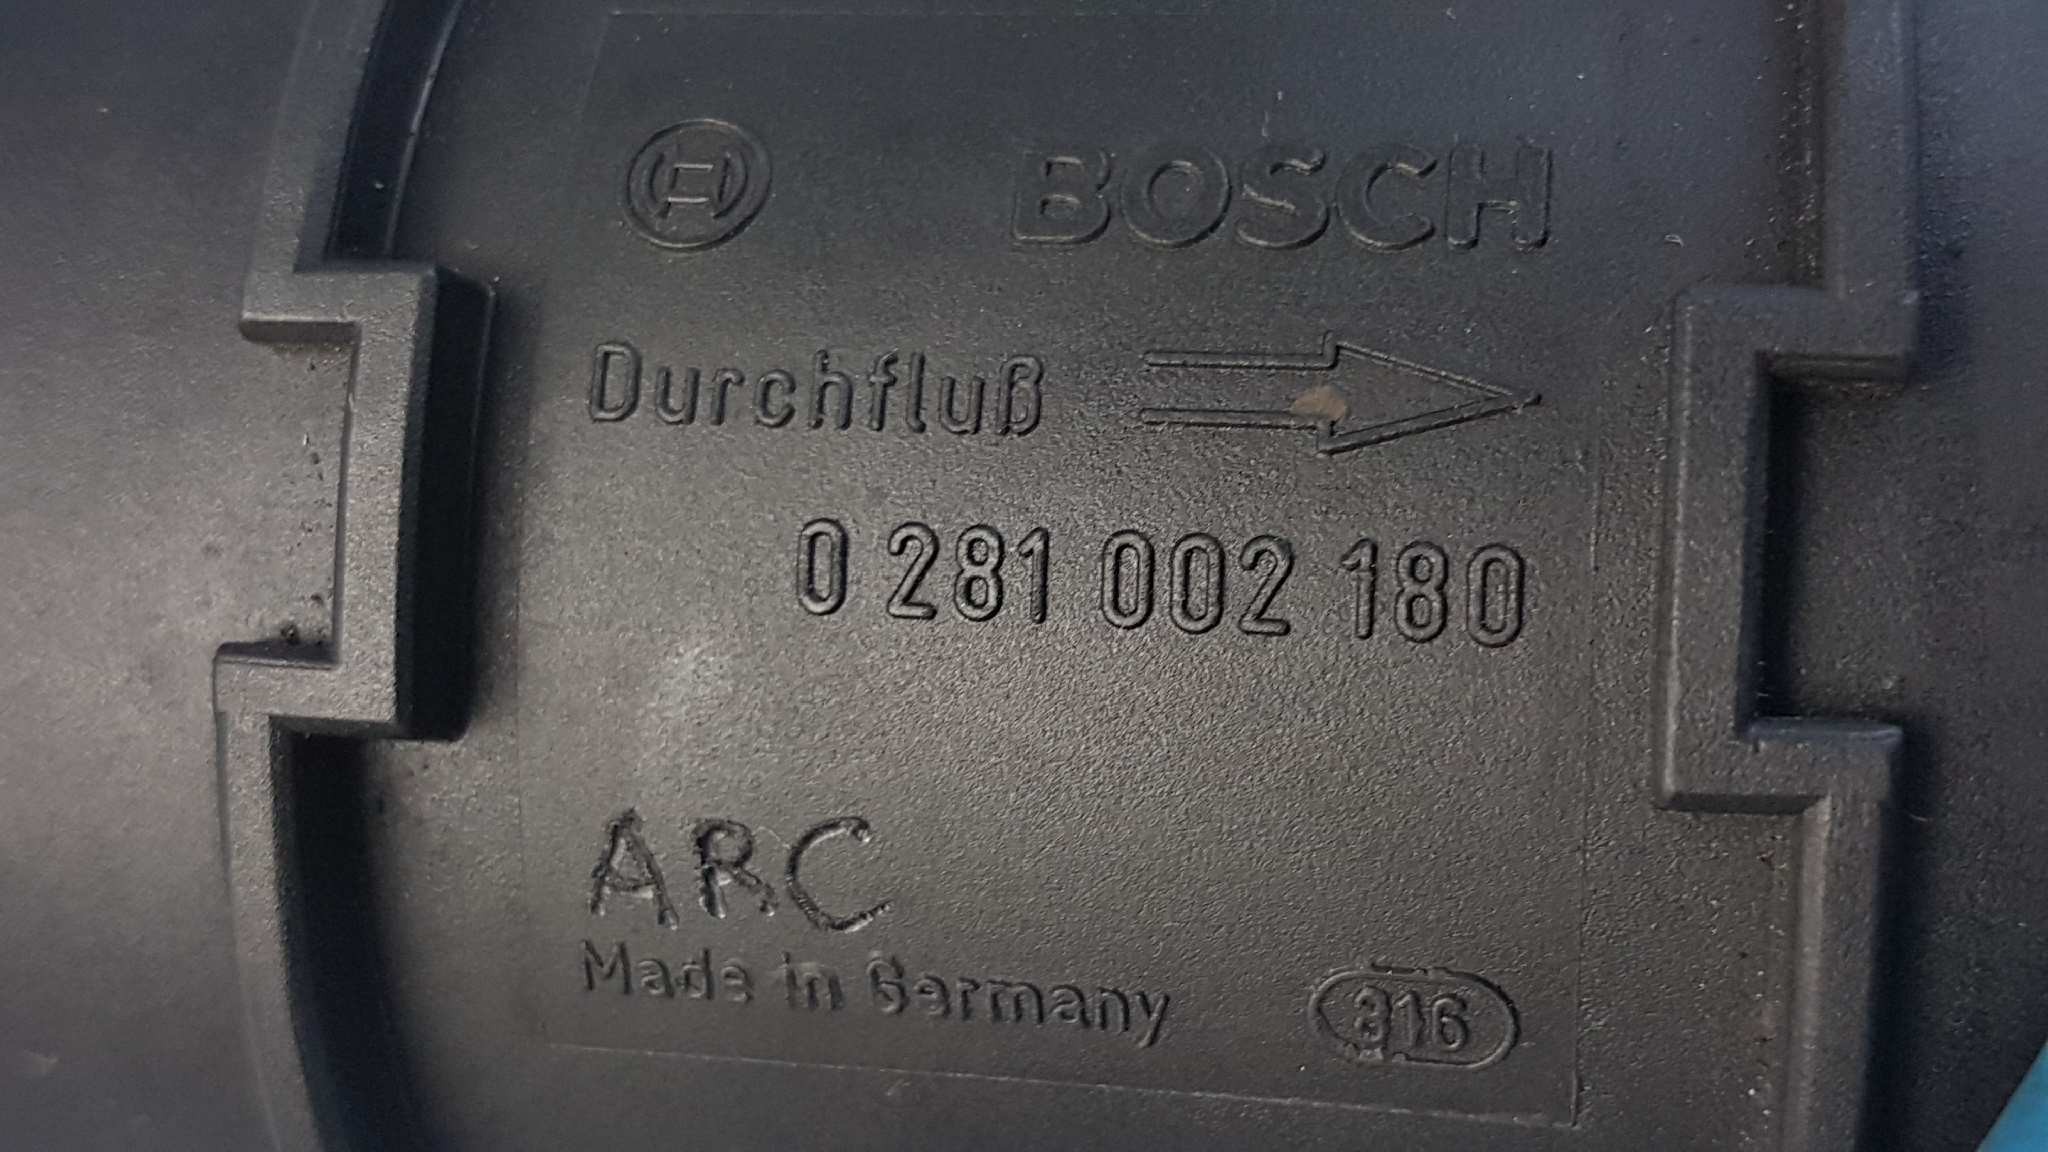 BOSCH
Durchfluß
0 281 002 180
ARC
Made in Germany 316